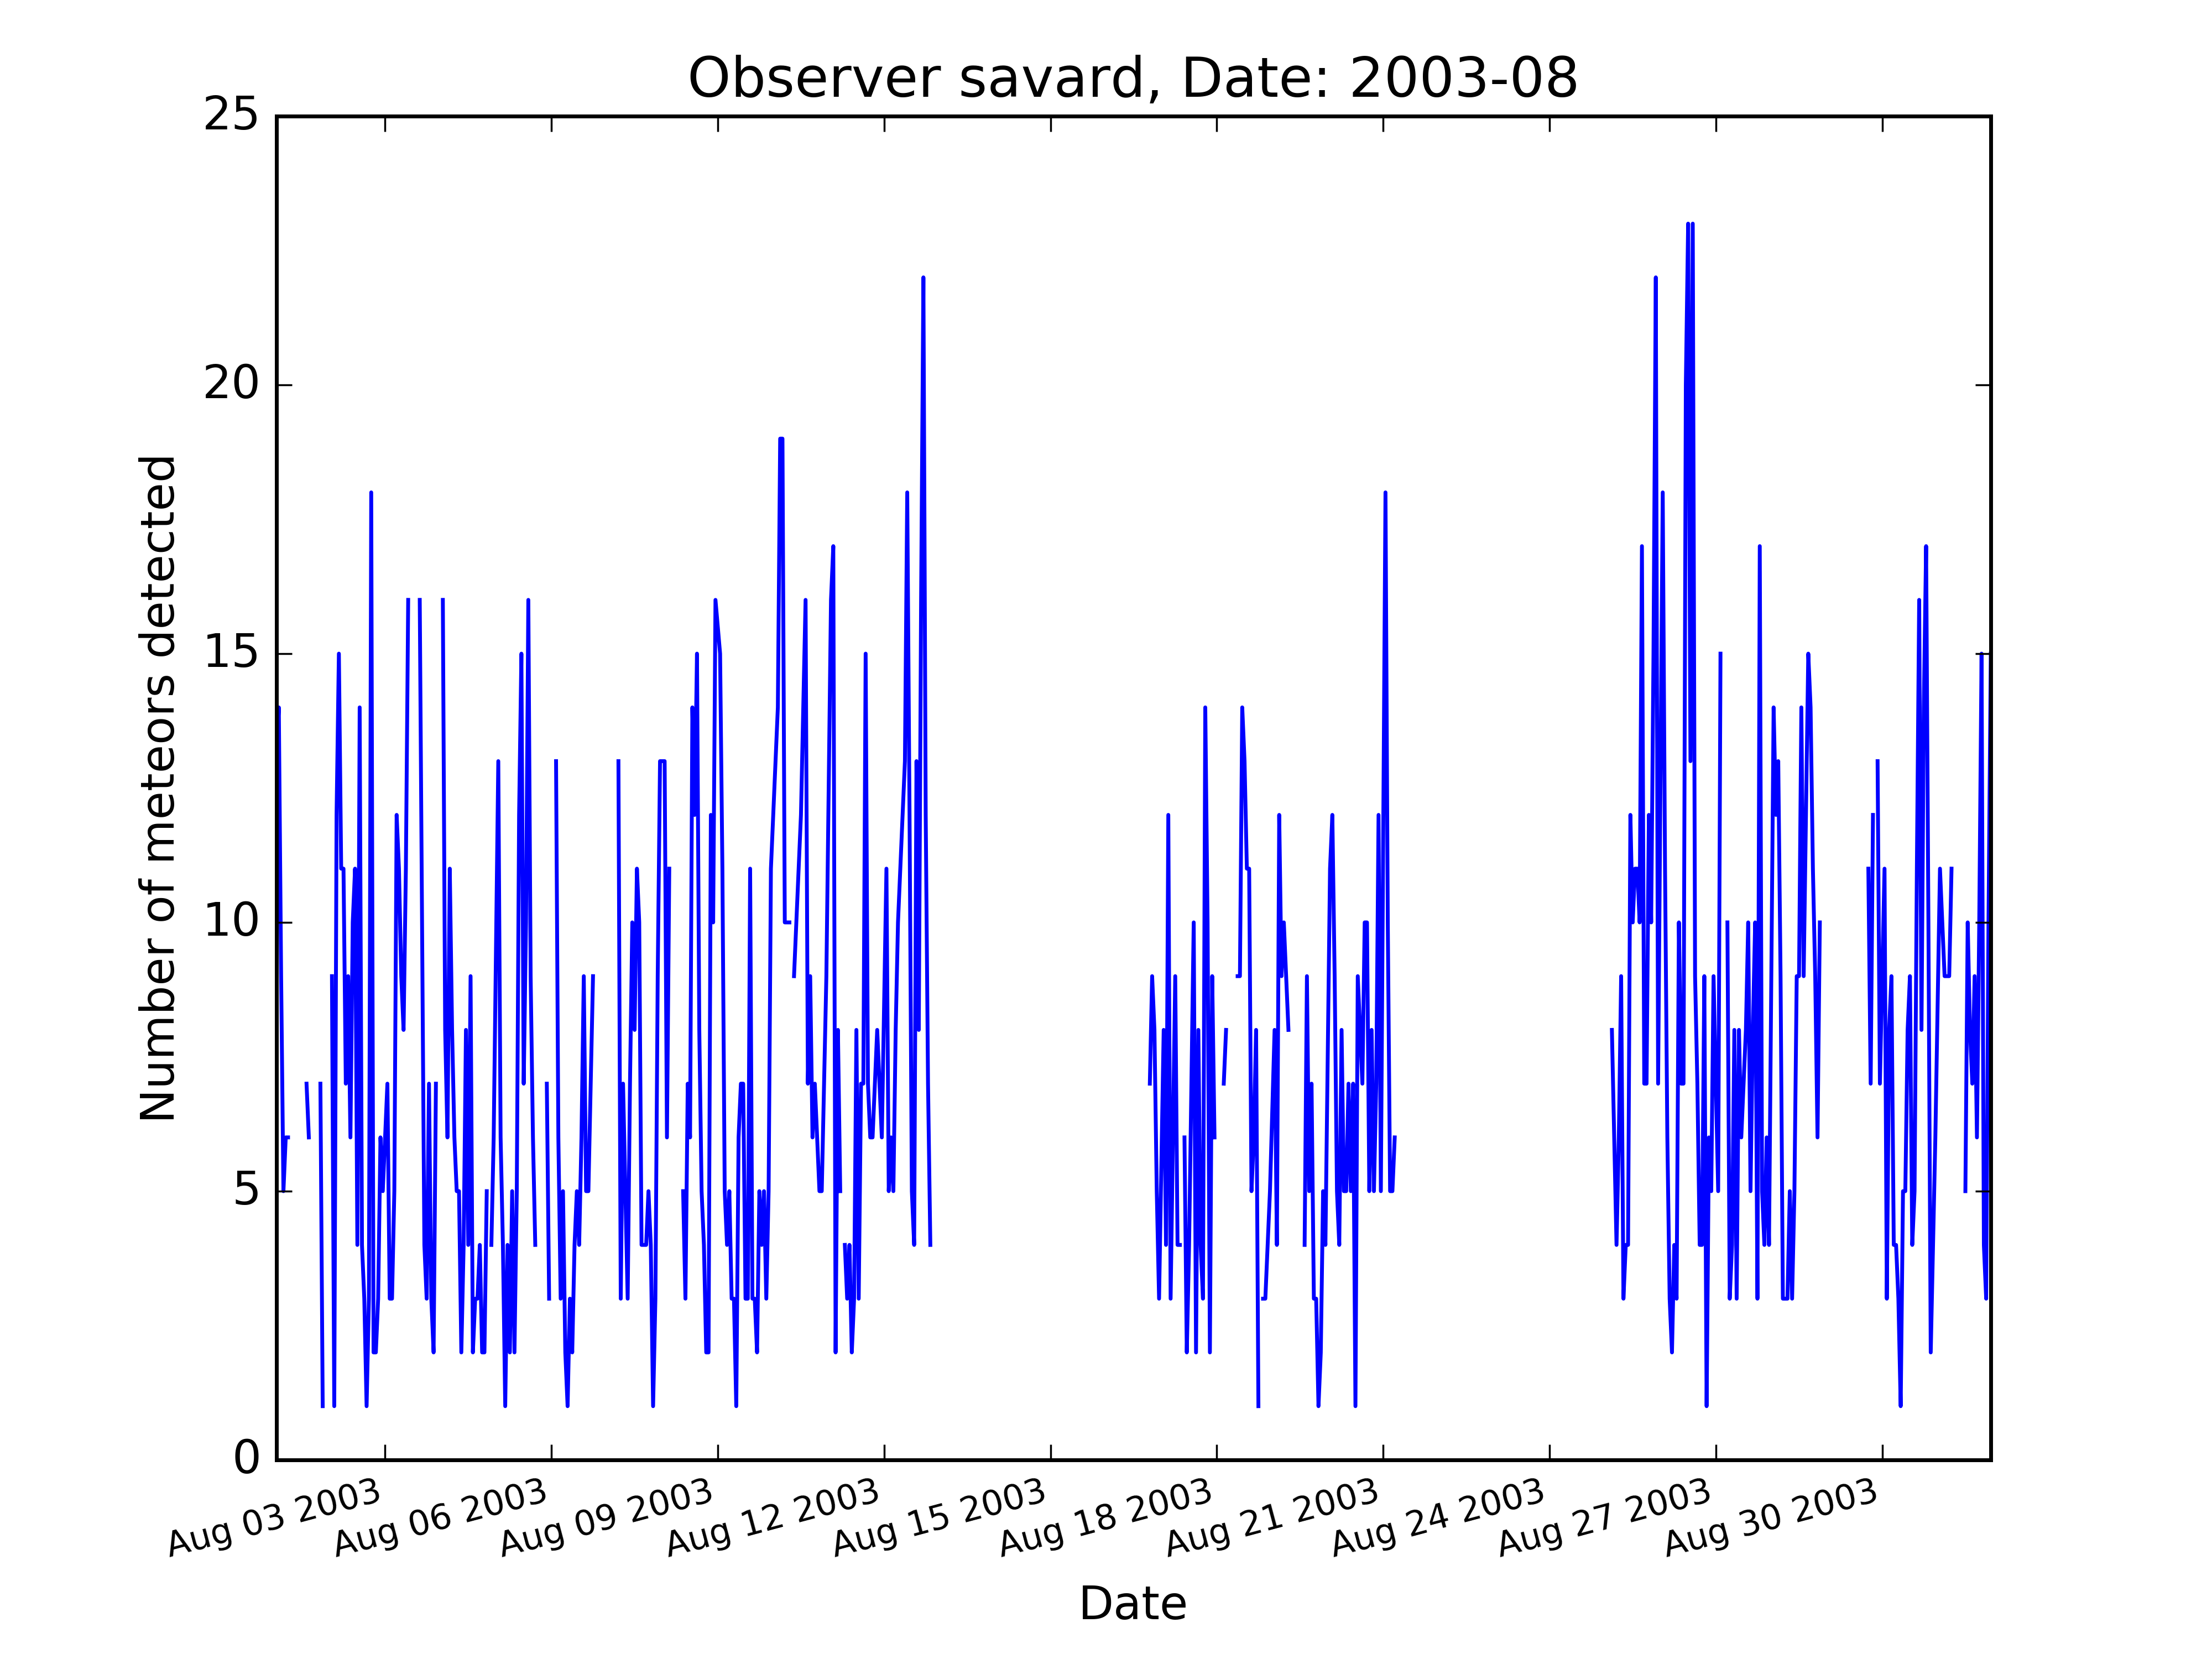 Observer savard, Date: 2003-08
25
20
15
10
5
0
Number of meteors detected
Aug 03 2003
Aug 06 2003
Aug 09 2003
Aug 12 2003
Aug 15 2003
Aug 18 2003
Aug 21 2003
Aug 24 2003
Aug 27 2003
Aug 30 2003
Date